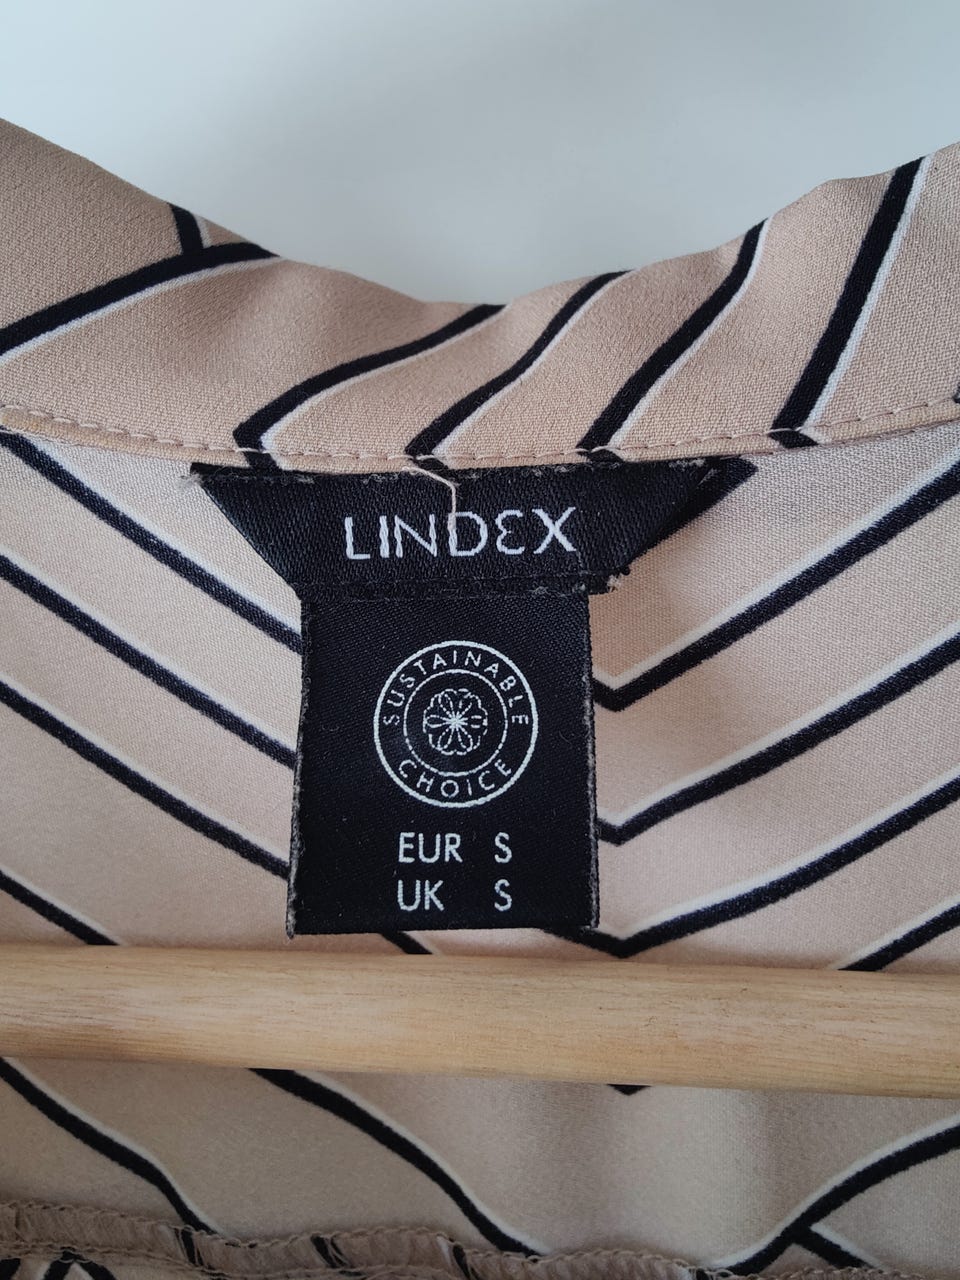 LINDEX
SUSTAINABLE
CHOICE
EUR S
UK S